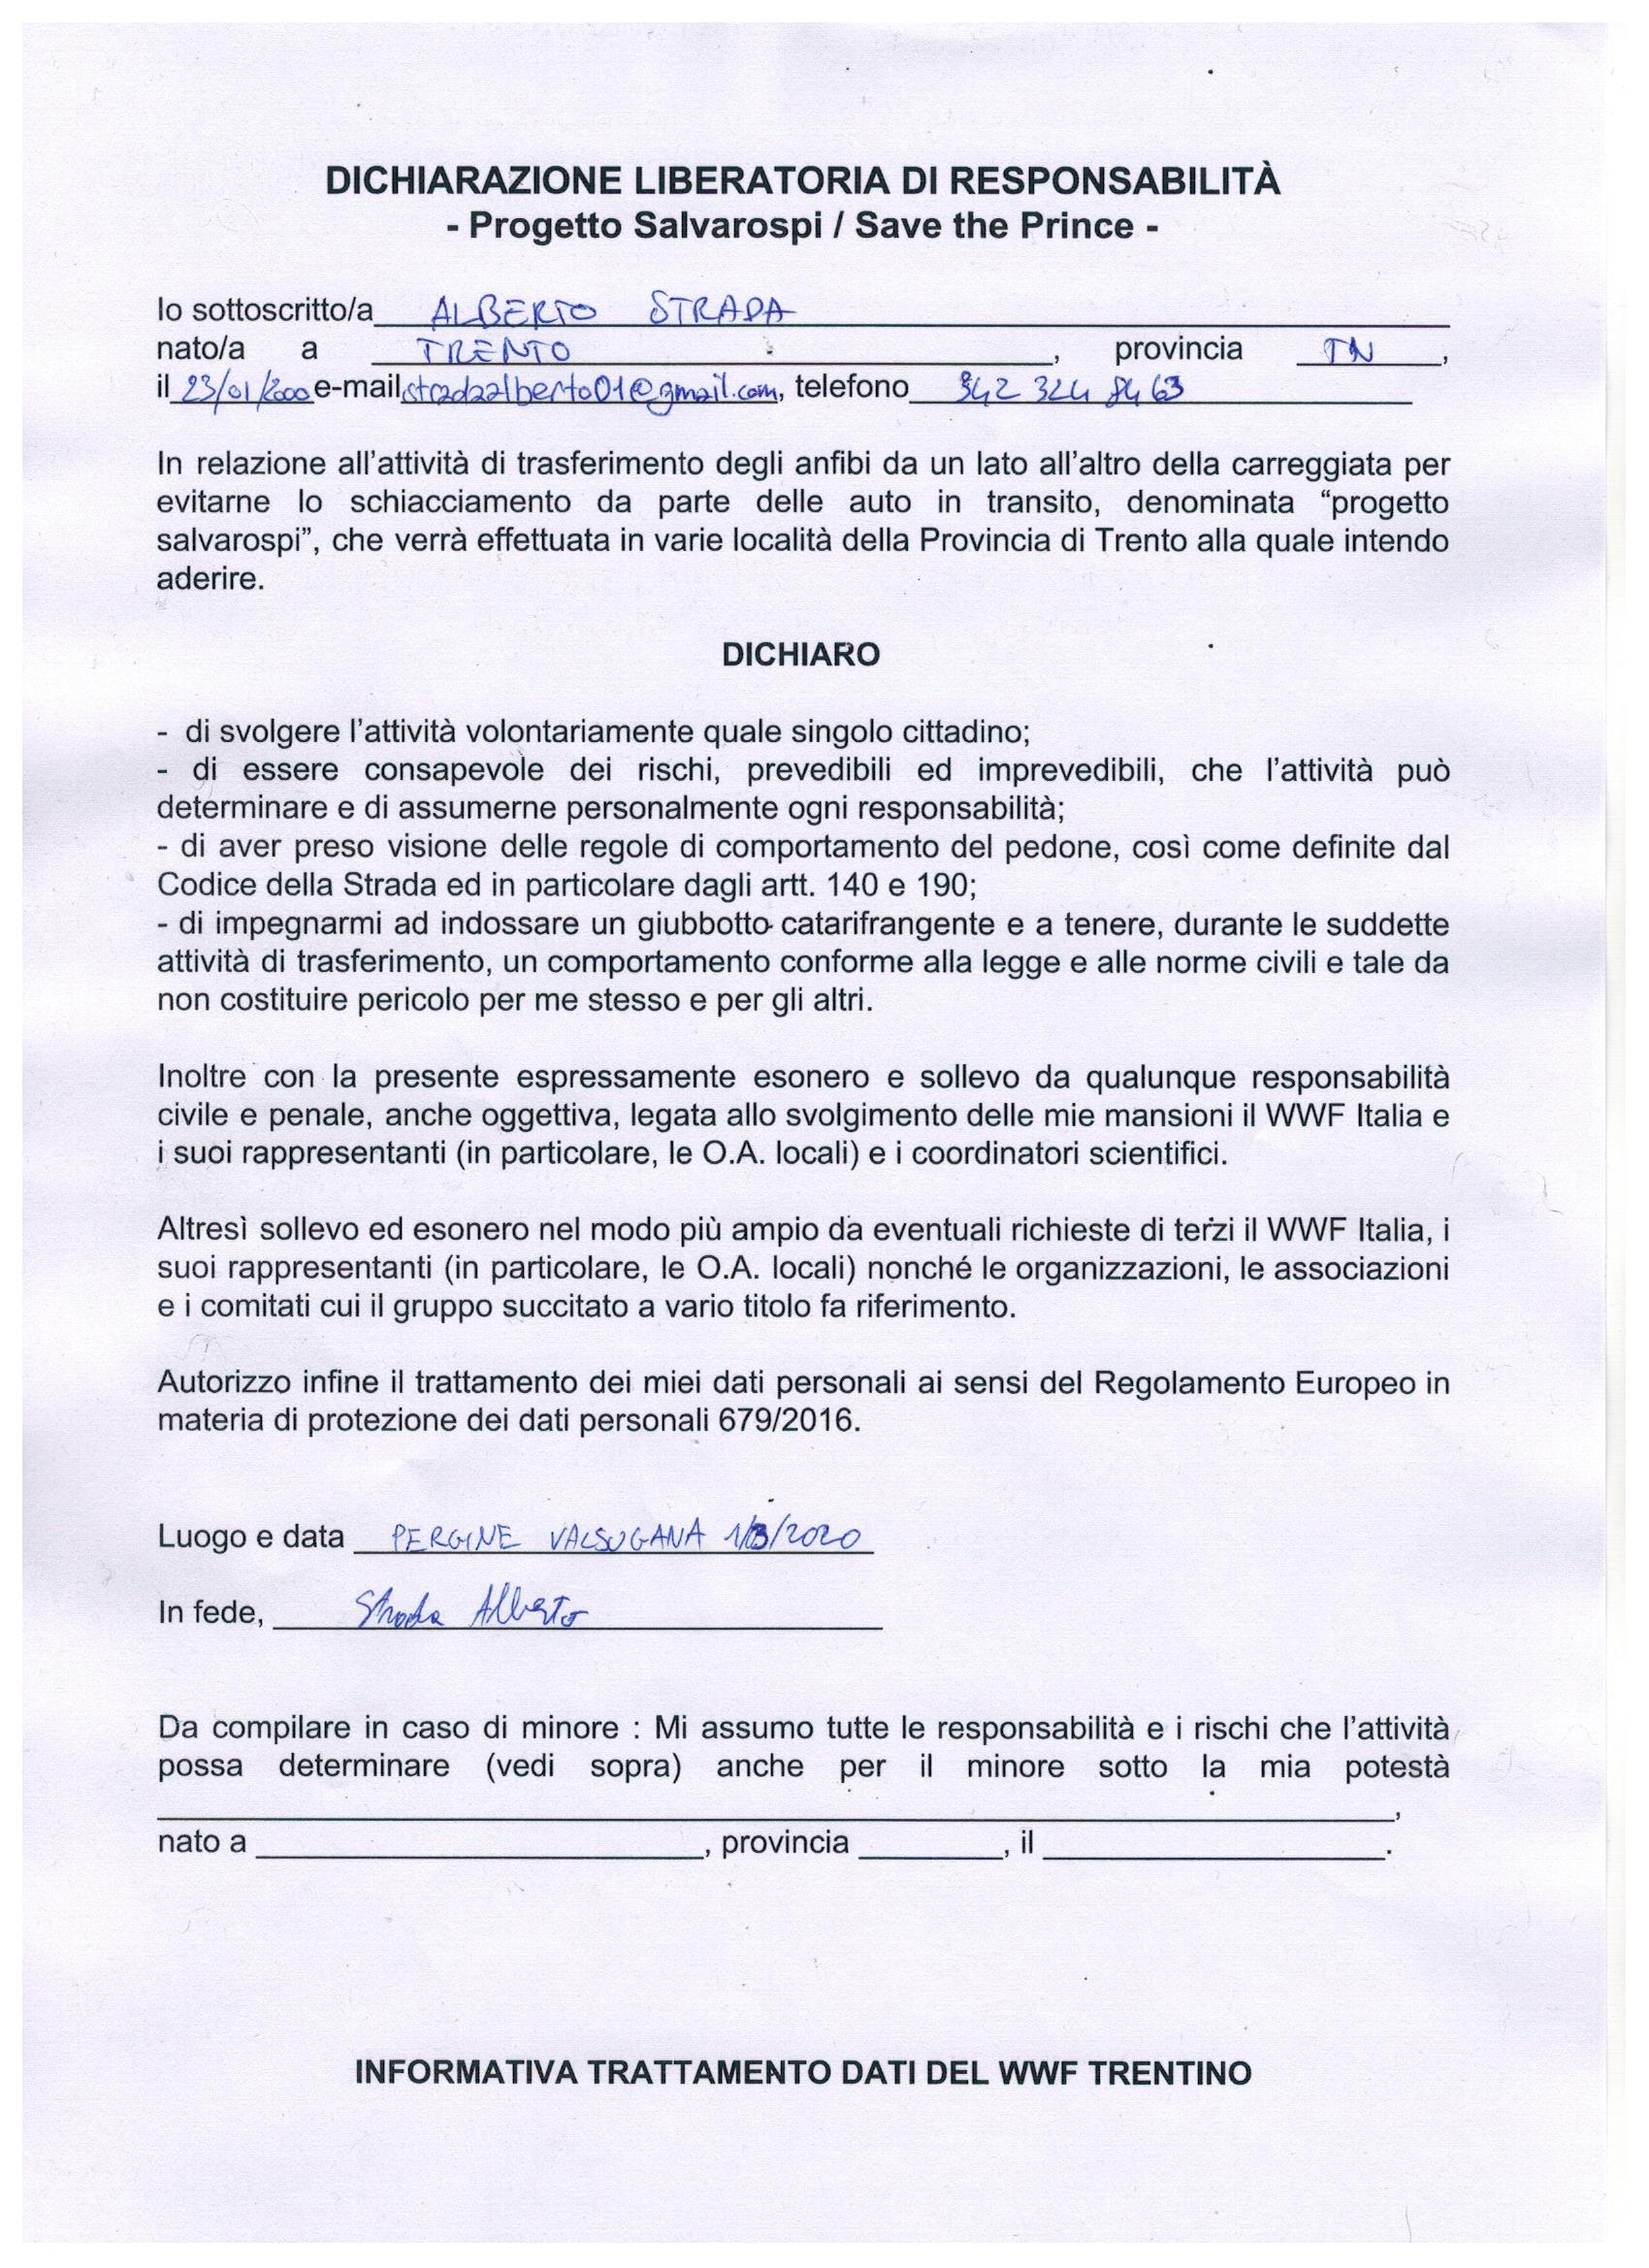 DICHIARAZIONE LIBERATORIA DI RESPONSABILITÀ
- Progetto Salvarospi / Save the Prince -
Io sottoscritto/a ALBERTO STRADA
nato/a a TRENTO, provincia TN,
il 23/01/2000 e-mail stradaalberto01@gmail.com, telefono 342 324 8463
In relazione all'attività di trasferimento degli anfibi da un lato all'altro della carreggiata per
evitarne lo schiacciamento da parte delle auto in transito, denominata “progetto
salvarospi”, che verrà effettuata in varie località della Provincia di Trento alla quale intendo
aderire.
DICHIARO
- di svolgere l'attività volontariamente quale singolo cittadino;
- di essere consapevole dei rischi, prevedibili ed imprevedibili, che l'attività può
determinare e di assumerne personalmente ogni responsabilità;
- di aver preso visione delle regole di comportamento del pedone, così come definite dal
Codice della Strada ed in particolare dagli artt. 140 e 190;
- di impegnarmi ad indossare un giubbotto catarifrangente e a tenere, durante le suddette
attività di trasferimento, un comportamento conforme alla legge e alle norme civili e tale da
non costituire pericolo per me stesso e per gli altri.
Inoltre con la presente espressamente esonero e sollevo da qualunque responsabilità
civile e penale, anche oggettiva, legata allo svolgimento delle mie mansioni il WWF Italia e
i suoi rappresentanti (in particolare, le O.A. locali) e i coordinatori scientifici.
Altresì sollevo ed esonero nel modo più ampio da eventuali richieste di terzi il WWF Italia, i
suoi rappresentanti (in particolare, le O.A. locali) nonché le organizzazioni, le associazioni
e i comitati cui il gruppo succitato a vario titolo fa riferimento.
Autorizzo infine il trattamento dei miei dati personali ai sensi del Regolamento Europeo in
materia di protezione dei dati personali 679/2016.
Luogo e data PERGINE VALSUGANA 1/3/2020
In fede, Strada Alberto
Da compilare in caso di minore : Mi assumo tutte le responsabilità e i rischi che l'attività
possa determinare (vedi sopra) anche per il minore sotto la mia potestà
,
nato a , provincia , il .
INFORMATIVA TRATTAMENTO DATI DEL WWF TRENTINO